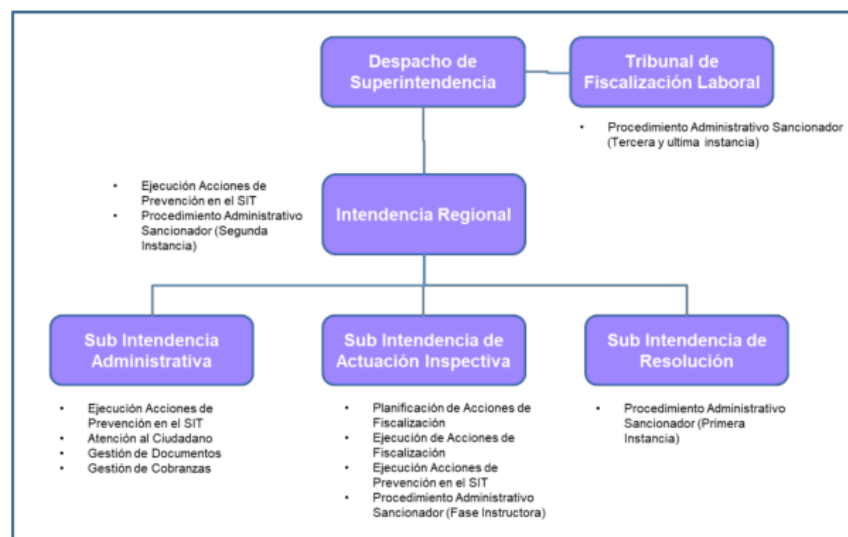 Despacho de
Superintendencia
Tribunal de
Fiscalización Laboral
• Procedimiento Administrativo Sancionador
(Tercera y ultima instancia)
• Ejecución Acciones de
Prevención en el SIT
• Procedimiento Administrativo
Sancionador (Segunda
Instancia)
Intendencia Regional
Sub Intendencia
Administrativa
• Ejecución Acciones de
Prevención en el SIT
• Atención al Ciudadano
• Gestión de Documentos
• Gestión de Cobranzas
Sub Intendencia de
Actuación Inspectiva
• Planificación de Acciones de
Fiscalización
• Ejecución de Acciones de
Fiscalización
• Ejecución Acciones de
Prevención en el SIT
• Procedimiento Administrativo
Sancionador (Fase Instructora)
Sub Intendencia de
Resolución
• Procedimiento Administrativo
Sancionador (Primera
Instancia)